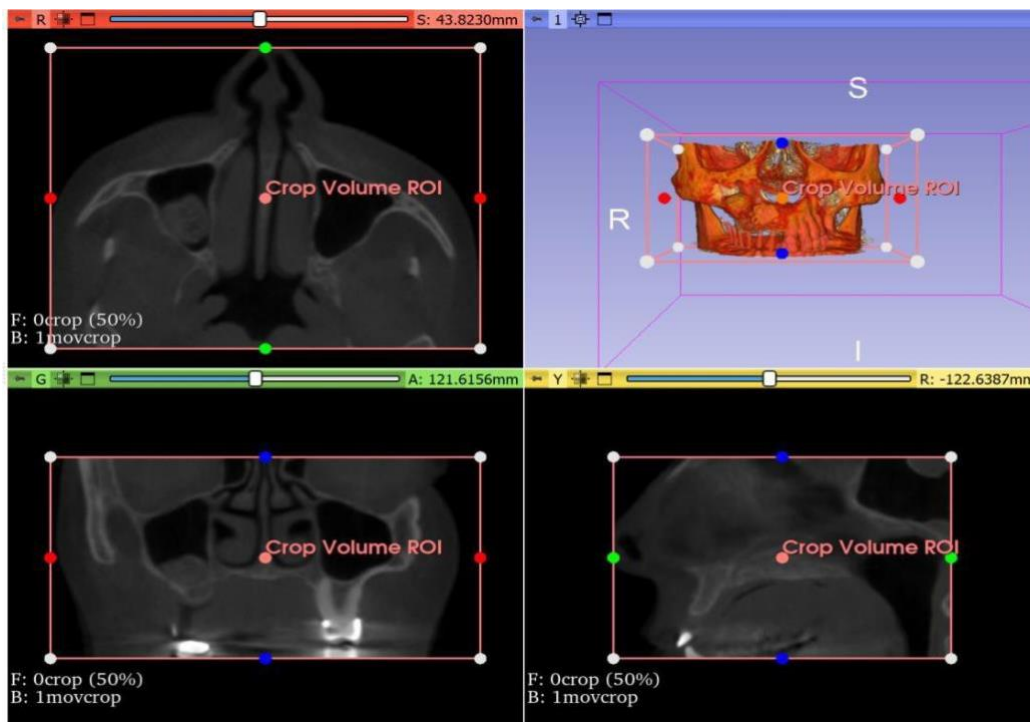 R S: 43.8230mm
1
Crop Volume ROI
F: 0crop (50%)
B: 1movcrop
S
Crop Volume ROI
R
I
G A: 121.6156mm
Y R: -122.6387mm
Crop Volume ROI
F: 0crop (50%)
B: 1movcrop
Crop Volume ROI
F: 0crop (50%)
B: 1movcrop